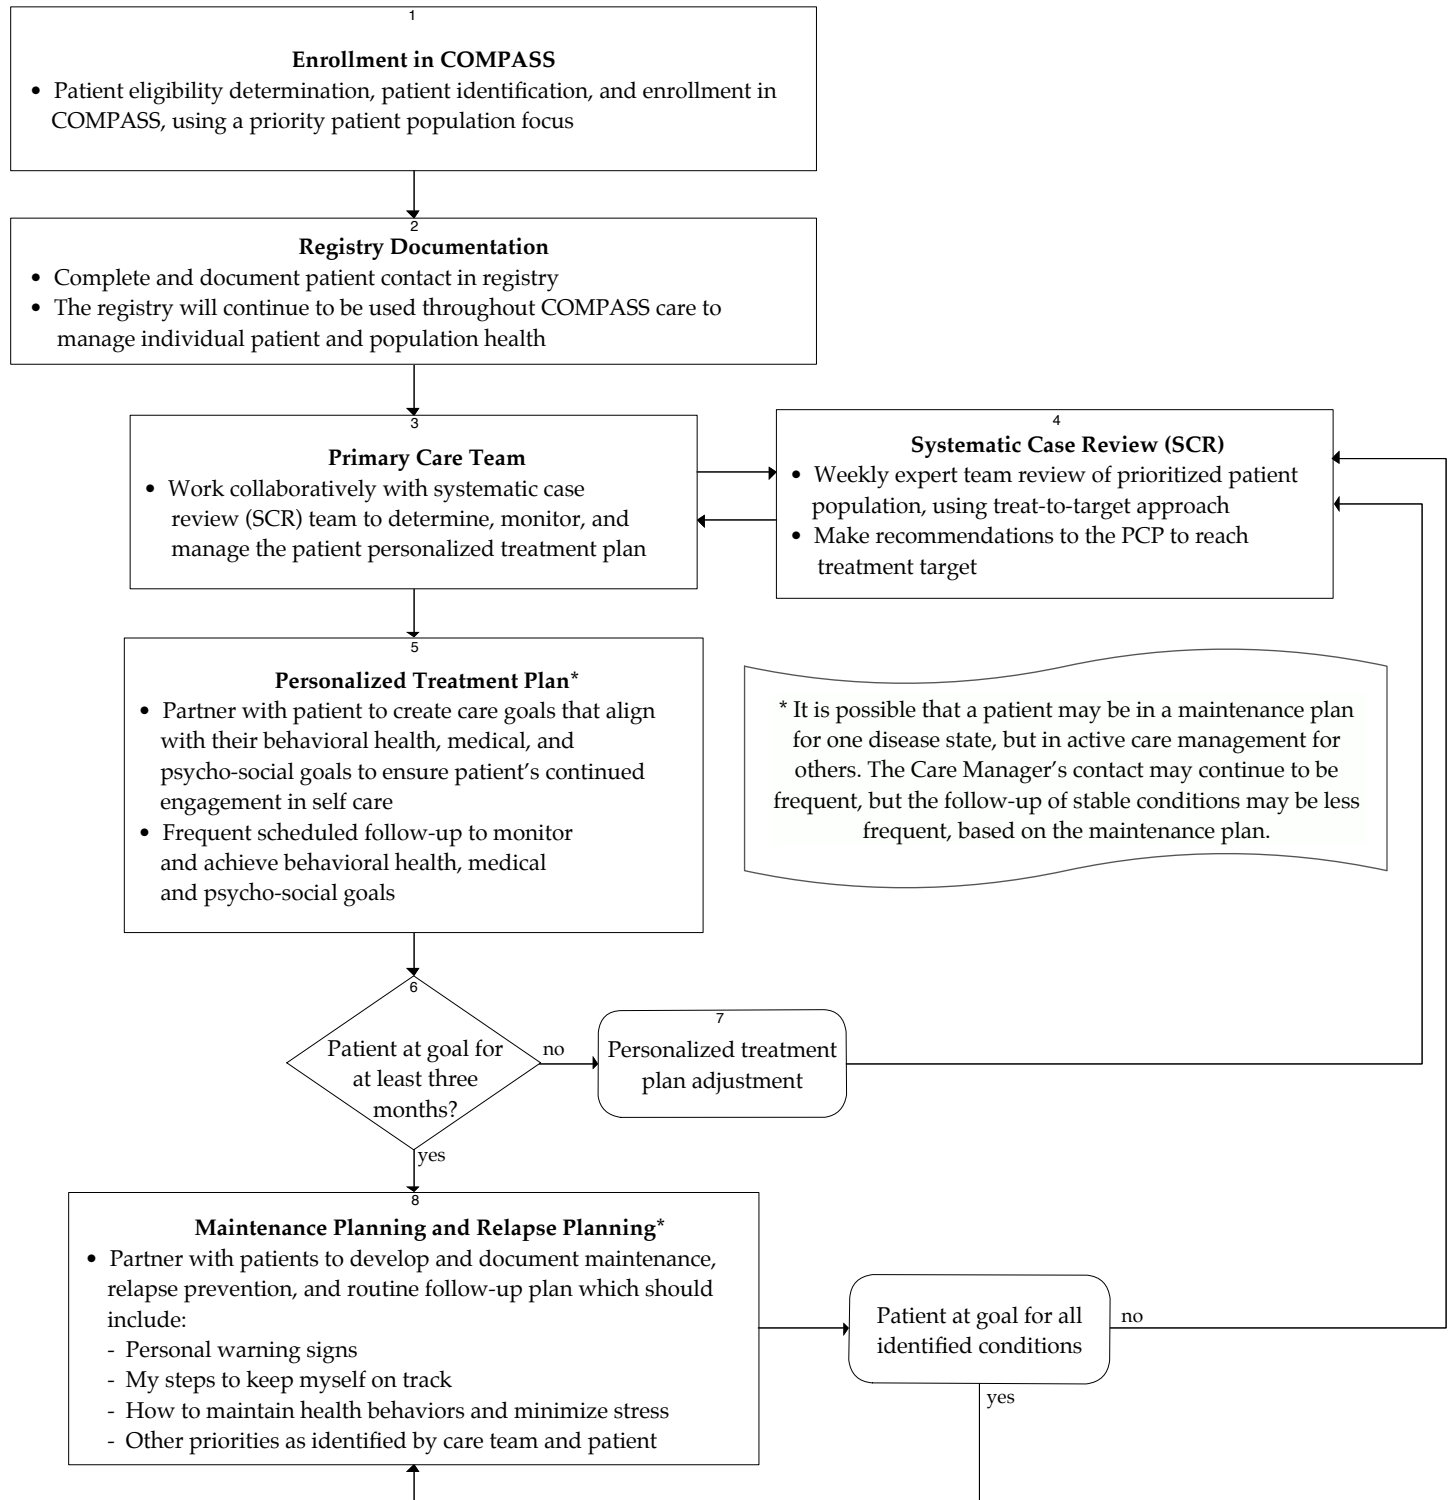 1
Enrollment in COMPASS
• Patient eligibility determination, patient identification, and enrollment in
COMPASS, using a priority patient population focus
2
Registry Documentation
• Complete and document patient contact in registry
• The registry will continue to be used throughout COMPASS care to
manage individual patient and population health
3
Primary Care Team
• Work collaboratively with systematic case
review (SCR) team to determine, monitor, and
manage the patient personalized treatment plan
4
Systematic Case Review (SCR)
• Weekly expert team review of prioritized patient
population, using treat-to-target approach
• Make recommendations to the PCP to reach
treatment target
5
Personalized Treatment Plan*
• Partner with patient to create care goals that align
with their behavioral health, medical, and
psycho-social goals to ensure patient's continued
engagement in self care
• Frequent scheduled follow-up to monitor
and achieve behavioral health, medical
and psycho-social goals
* It is possible that a patient may be in a maintenance plan
for one disease state, but in active care management for
others. The Care Manager's contact may continue to be
frequent, but the follow-up of stable conditions may be less
frequent, based on the maintenance plan.
6
Patient at goal for
at least three
months?
no
7
Personalized treatment
plan adjustment
yes
8
Maintenance Planning and Relapse Planning*
• Partner with patients to develop and document maintenance,
relapse prevention, and routine follow-up plan which should
include:
- Personal warning signs
- My steps to keep myself on track
- How to maintain health behaviors and minimize stress
- Other priorities as identified by care team and patient
Patient at goal for all
identified conditions
no
yes